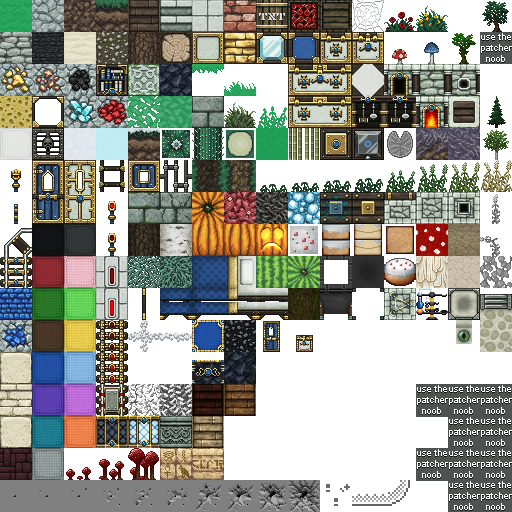 TXT
use the
patcher
noob
use the use the use the
patcher patcher patcher
noob noob noob
use the use the
patcher patcher
noob noob
use the use the use the
patcher patcher patcher
noob noob noob
use the use the
patcher patcher
noob noob